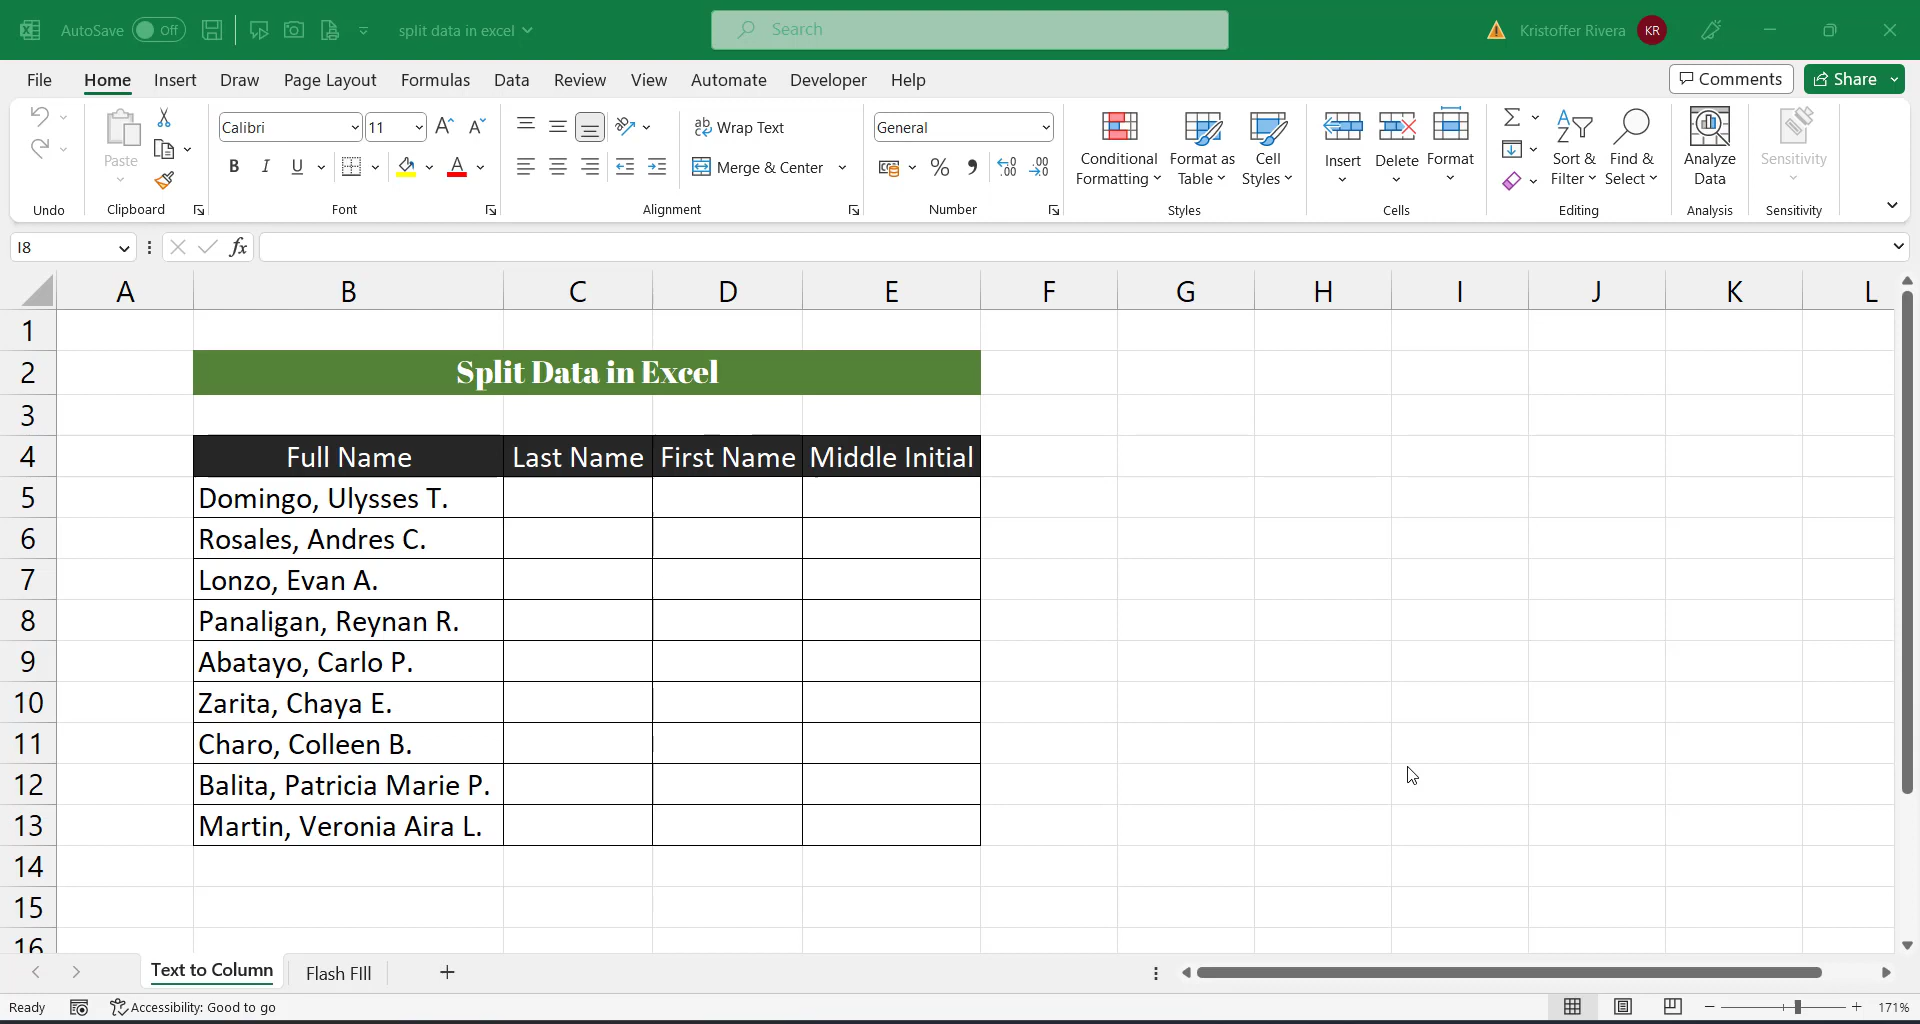 AutoSave Off split data in excel Search Kristoffer Rivera KR
File Home Insert Draw Page Layout Formulas Data Review View Automate Developer Help Comments Share
Paste
Undo
Clipboard
Calibri 11
B I U A
Font
ab Wrap Text
Merge & Center
Alignment
General
% 9 .00
Number
Conditional Formatting
Format as Table
Cell Styles
Styles
Insert
Delete
Format
Cells
Sort & Filter
Find & Select
Editing
Analyze Data
Analysis
Sensitivity
Sensitivity
I8 fx
A B C D E F G H I J K L
1
2 Split Data in Excel
3
4 Full Name Last Name First Name Middle Initial
5 Domingo, Ulysses T.
6 Rosales, Andres C.
7 Lonzo, Evan A.
8 Panaligan, Reynan R.
9 Abatayo, Carlo P.
10 Zarita, Chaya E.
11 Charo, Colleen B.
12 Balita, Patricia Marie P.
13 Martin, Veronia Aira L.
14
15
16
Text to Column Flash FIll +
Ready Accessibility: Good to go 171%